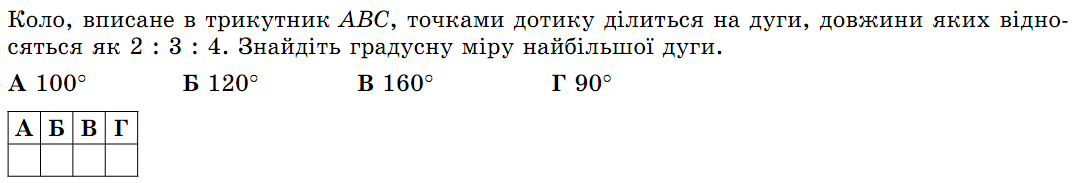 Коло, вписане в трикутник ABC, точками дотику ділиться на дуги, довжини яких відно-
сяться як 2 : 3 : 4. Знайдіть градусну міру найбільшої дуги.
А 100° Б 120° В 160° Г 90°
А Б В Г